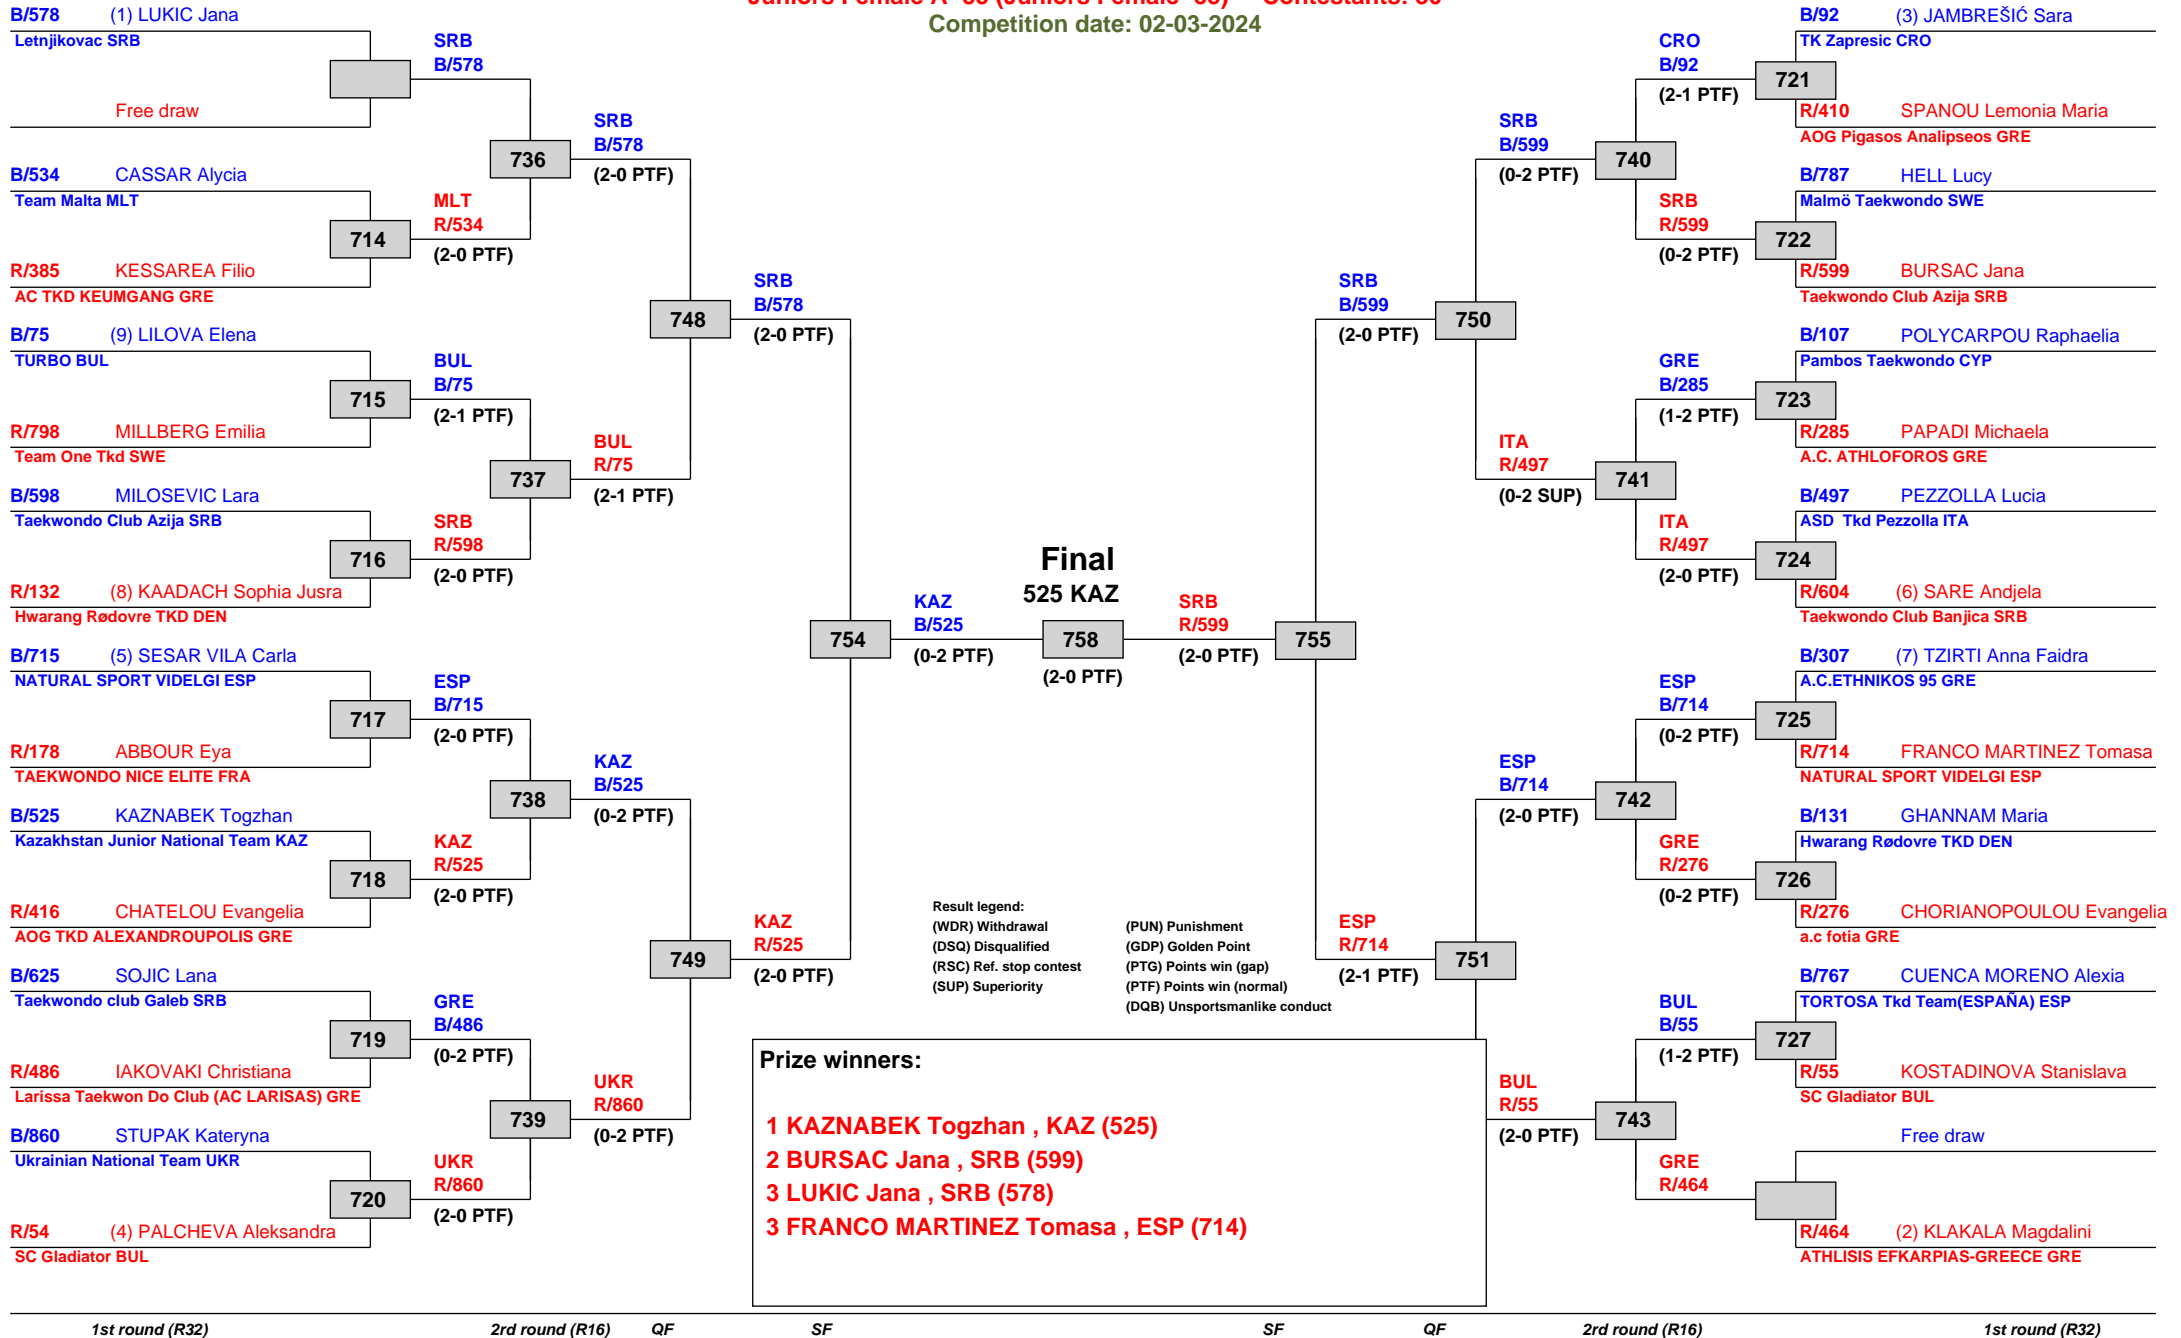 Competition date: 02-03-2024
B/578 (1) LUKIC Jana
Letnjikovac SRB
Free draw
B/534 CASSAR Alycia
Team Malta MLT
714
R/385 KESSAREA Filio
AC TKD KEUMGANG GRE
B/75 (9) LILOVA Elena
TURBO BUL
715
R/798 MILLBERG Emilia
Team One Tkd SWE
B/598 MILOSEVIC Lara
Taekwondo Club Azija SRB
716
R/132 (8) KAADACH Sophia Jusra
Hwarang Rødovre TKD DEN
B/715 (5) SESAR VILA Carla
NATURAL SPORT VIDELGI ESP
717
R/178 ABBOUR Eya
TAEKWONDO NICE ELITE FRA
B/525 KAZNABEK Togzhan
Kazakhstan Junior National Team KAZ
718
R/416 CHATELOU Evangelia
AOG TKD ALEXANDROUPOLIS GRE
B/625 SOJIC Lana
Taekwondo club Galeb SRB
719
R/486 IAKOVAKI Christiana
Larissa Taekwon Do Club (AC LARISAS) GRE
B/860 STUPAK Kateryna
Ukrainian National Team UKR
720
R/54 (4) PALCHEVA Aleksandra
SC Gladiator BUL
SRB
B/578
736
MLT
R/534
(2-0 PTF)
BUL
B/75
(2-1 PTF)
737
SRB
R/598
(2-0 PTF)
ESP
B/715
(2-0 PTF)
738
KAZ
R/525
(2-0 PTF)
GRE
B/486
(0-2 PTF)
739
UKR
R/860
(2-0 PTF)
SRB
B/578
(2-0 PTF)
748
BUL
R/75
(2-1 PTF)
KAZ
B/525
(0-2 PTF)
749
UKR
R/860
(0-2 PTF)
SRB
B/578
(2-0 PTF)
754
KAZ
R/525
(2-0 PTF)
KAZ
B/525
(0-2 PTF)
Final
525 KAZ
758
(2-0 PTF)
SRB
R/599
(2-0 PTF)
755
SRB
B/599
(2-0 PTF)
ESP
R/714
(2-1 PTF)
SRB
B/599
(0-2 PTF)
750
ITA
R/497
(0-2 SUP)
ESP
B/714
(2-0 PTF)
751
BUL
R/55
(2-0 PTF)
CRO
B/92
(2-1 PTF)
740
SRB
R/599
(0-2 PTF)
GRE
B/285
(1-2 PTF)
741
ITA
R/497
(2-0 PTF)
ESP
B/714
(0-2 PTF)
742
GRE
R/276
(0-2 PTF)
BUL
B/55
(1-2 PTF)
743
GRE
R/464
B/92 (3) JAMBREŠIĆ Sara
TK Zapresic CRO
721
R/410 SPANOU Lemonia Maria
AOG Pigasos Analipseos GRE
B/787 HELL Lucy
Malmö Taekwondo SWE
722
R/599 BURSAC Jana
Taekwondo Club Azija SRB
B/107 POLYCARPOU Raphaelia
Pambos Taekwondo CYP
723
R/285 PAPADI Michaela
A.C. ATHLOFOROS GRE
B/497 PEZZOLLA Lucia
ASD Tkd Pezzolla ITA
724
R/604 (6) SARE Andjela
Taekwondo Club Banjica SRB
B/307 (7) TZIRTI Anna Faidra
A.C.ETHNIKOS 95 GRE
725
R/714 FRANCO MARTINEZ Tomasa
NATURAL SPORT VIDELGI ESP
B/131 GHANNAM Maria
Hwarang Rødovre TKD DEN
726
R/276 CHORIANOPOULOU Evangelia
a.c fotia GRE
B/767 CUENCA MORENO Alexia
TORTOSA Tkd Team(ESPAÑA) ESP
727
R/55 KOSTADINOVA Stanislava
SC Gladiator BUL
Free draw
R/464 (2) KLAKALA Magdalini
ATHLISIS EFKARPIAS-GREECE GRE
Result legend:
(WDR) Withdrawal
(DSQ) Disqualified
(RSC) Ref. stop contest
(SUP) Superiority
(PUN) Punishment
(GDP) Golden Point
(PTG) Points win (gap)
(PTF) Points win (normal)
(DQB) Unsportsmanlike conduct
Prize winners:
1 KAZNABEK Togzhan , KAZ (525)
2 BURSAC Jana , SRB (599)
3 LUKIC Jana , SRB (578)
3 FRANCO MARTINEZ Tomasa , ESP (714)
1st round (R32) 2rd round (R16) QF SF SF QF 2rd round (R16) 1st round (R32)